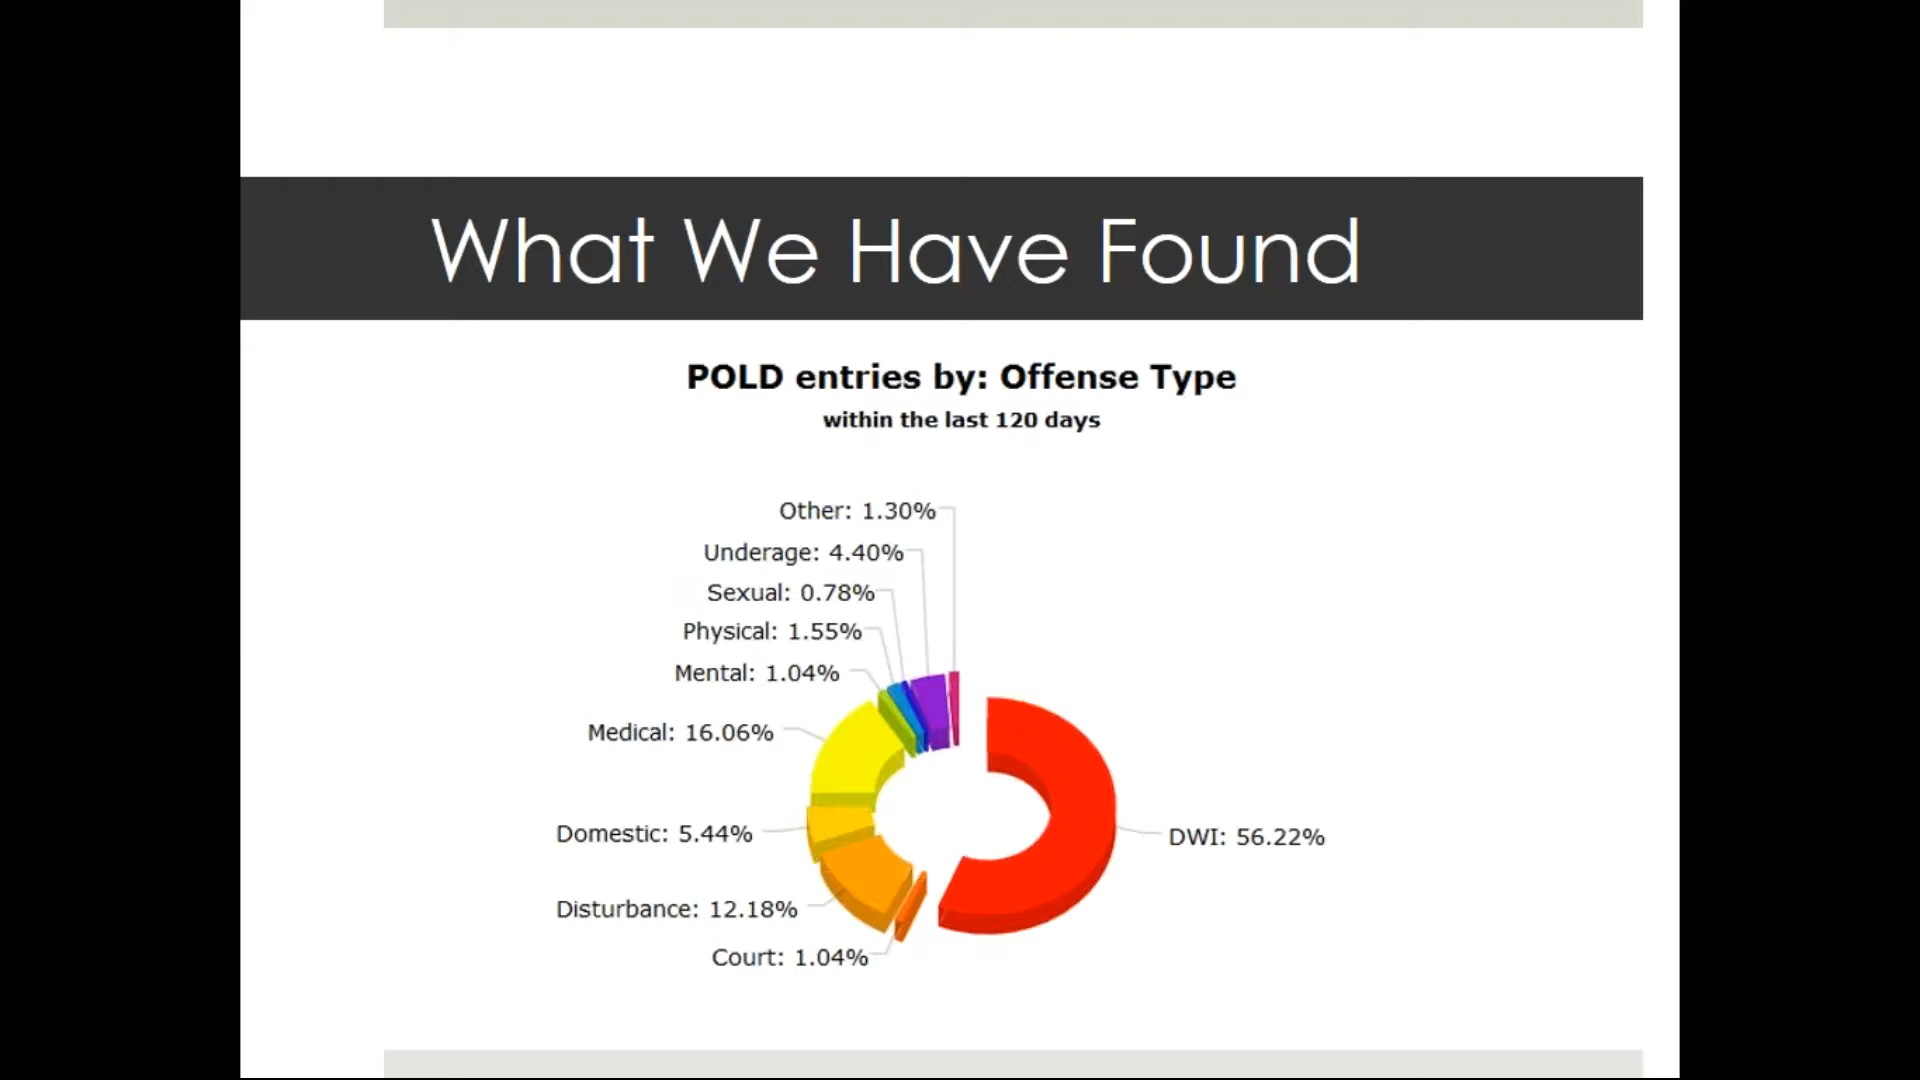 What We Have Found
POLD entries by: Offense Type
within the last 120 days
Other: 1.30%
Underage: 4.40%
Sexual: 0.78%
Physical: 1.55%
Mental: 1.04%
Medical: 16.06%
Domestic: 5.44%
DWI: 56.22%
Disturbance: 12.18%
Court: 1.04%